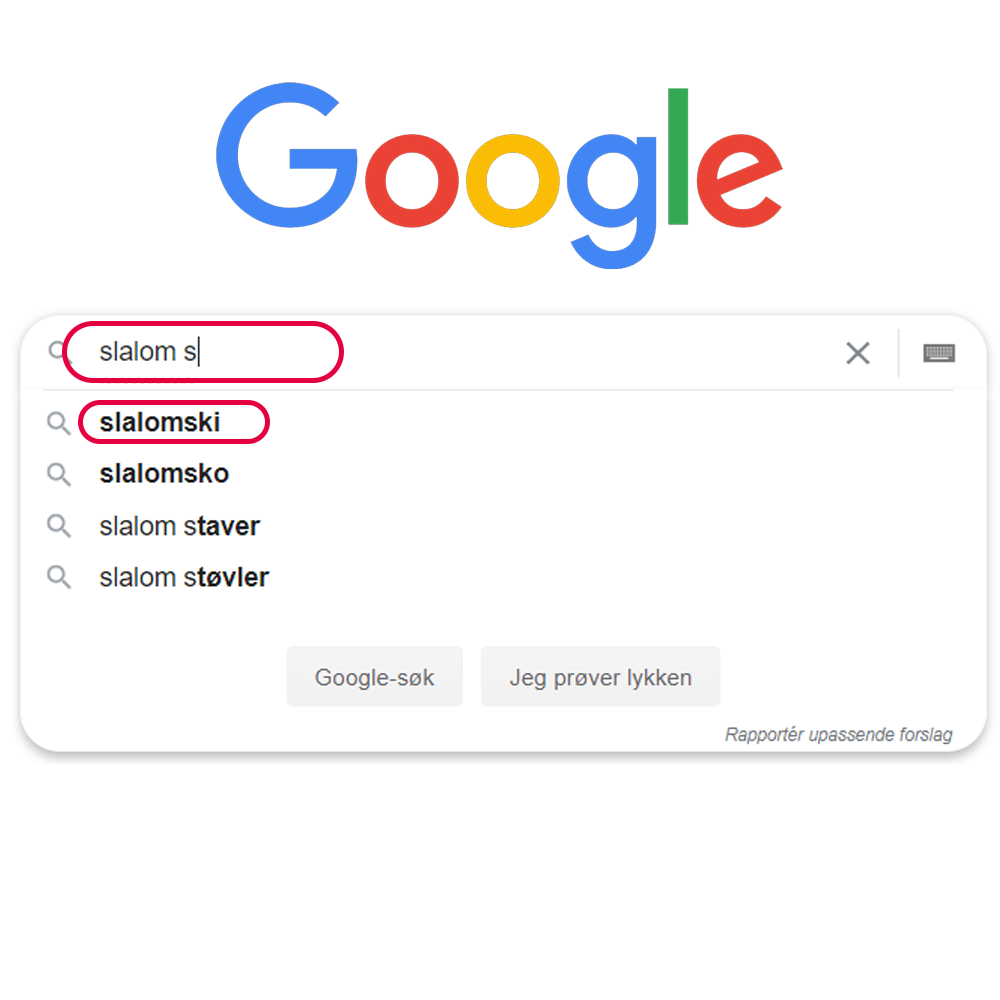 Google
slalom s
slalomski
slalomsko
slalom staver
slalom støvler
Google-søk
Jeg prøver lykken
Rapportér upassende forslag